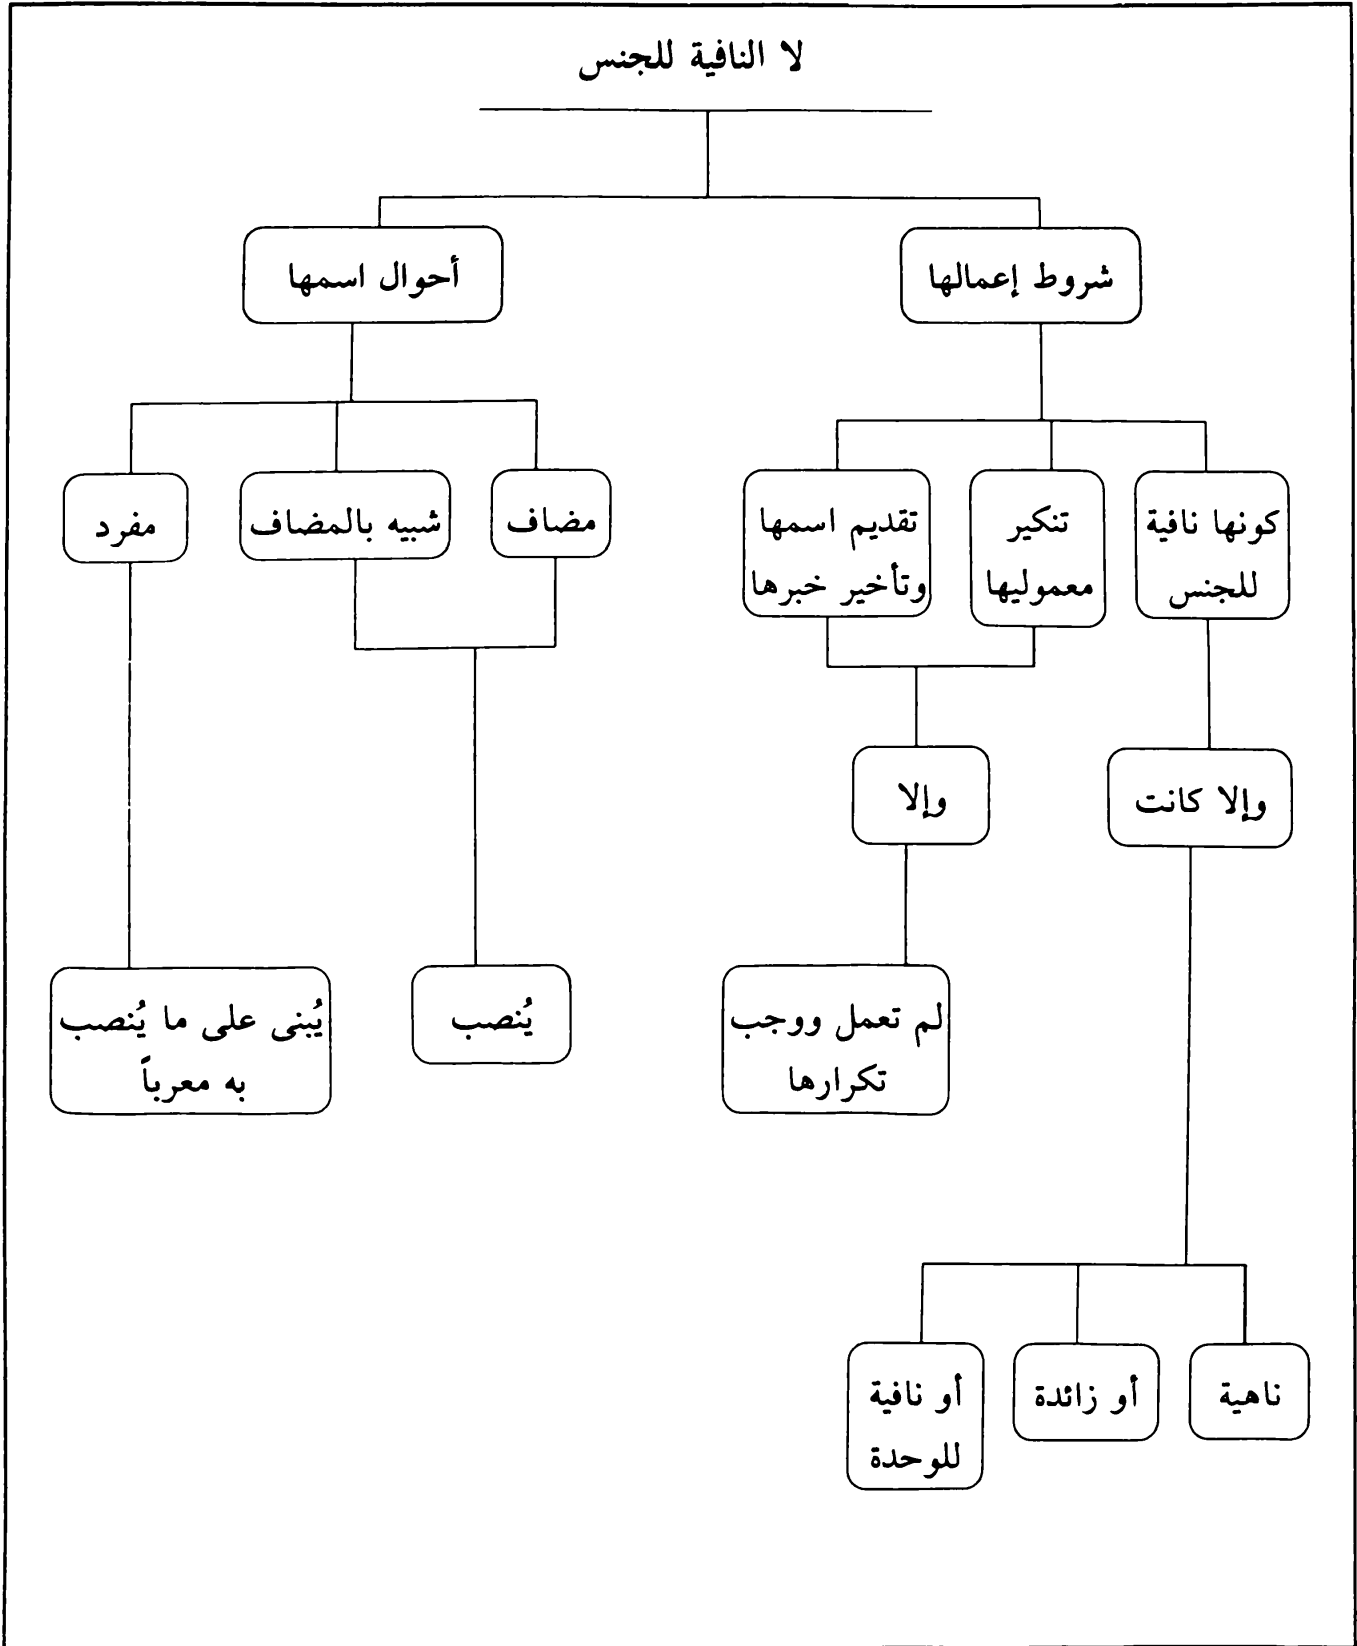 لا النافية للجنس
شروط إعمالها
أحوال اسمها
كونها نافية
للجنس
تنكير
معموليها
تقديم اسمها
وتأخير خبرها
مضاف
شبيه بالمضاف
مفرد
وإلا كانت
وإلا
لم تعمل ووجب
تكرارها
يُنصب
يُبنى على ما يُنصب
به معرباً
ناهية
أو زائدة
أو نافية
للوحدة